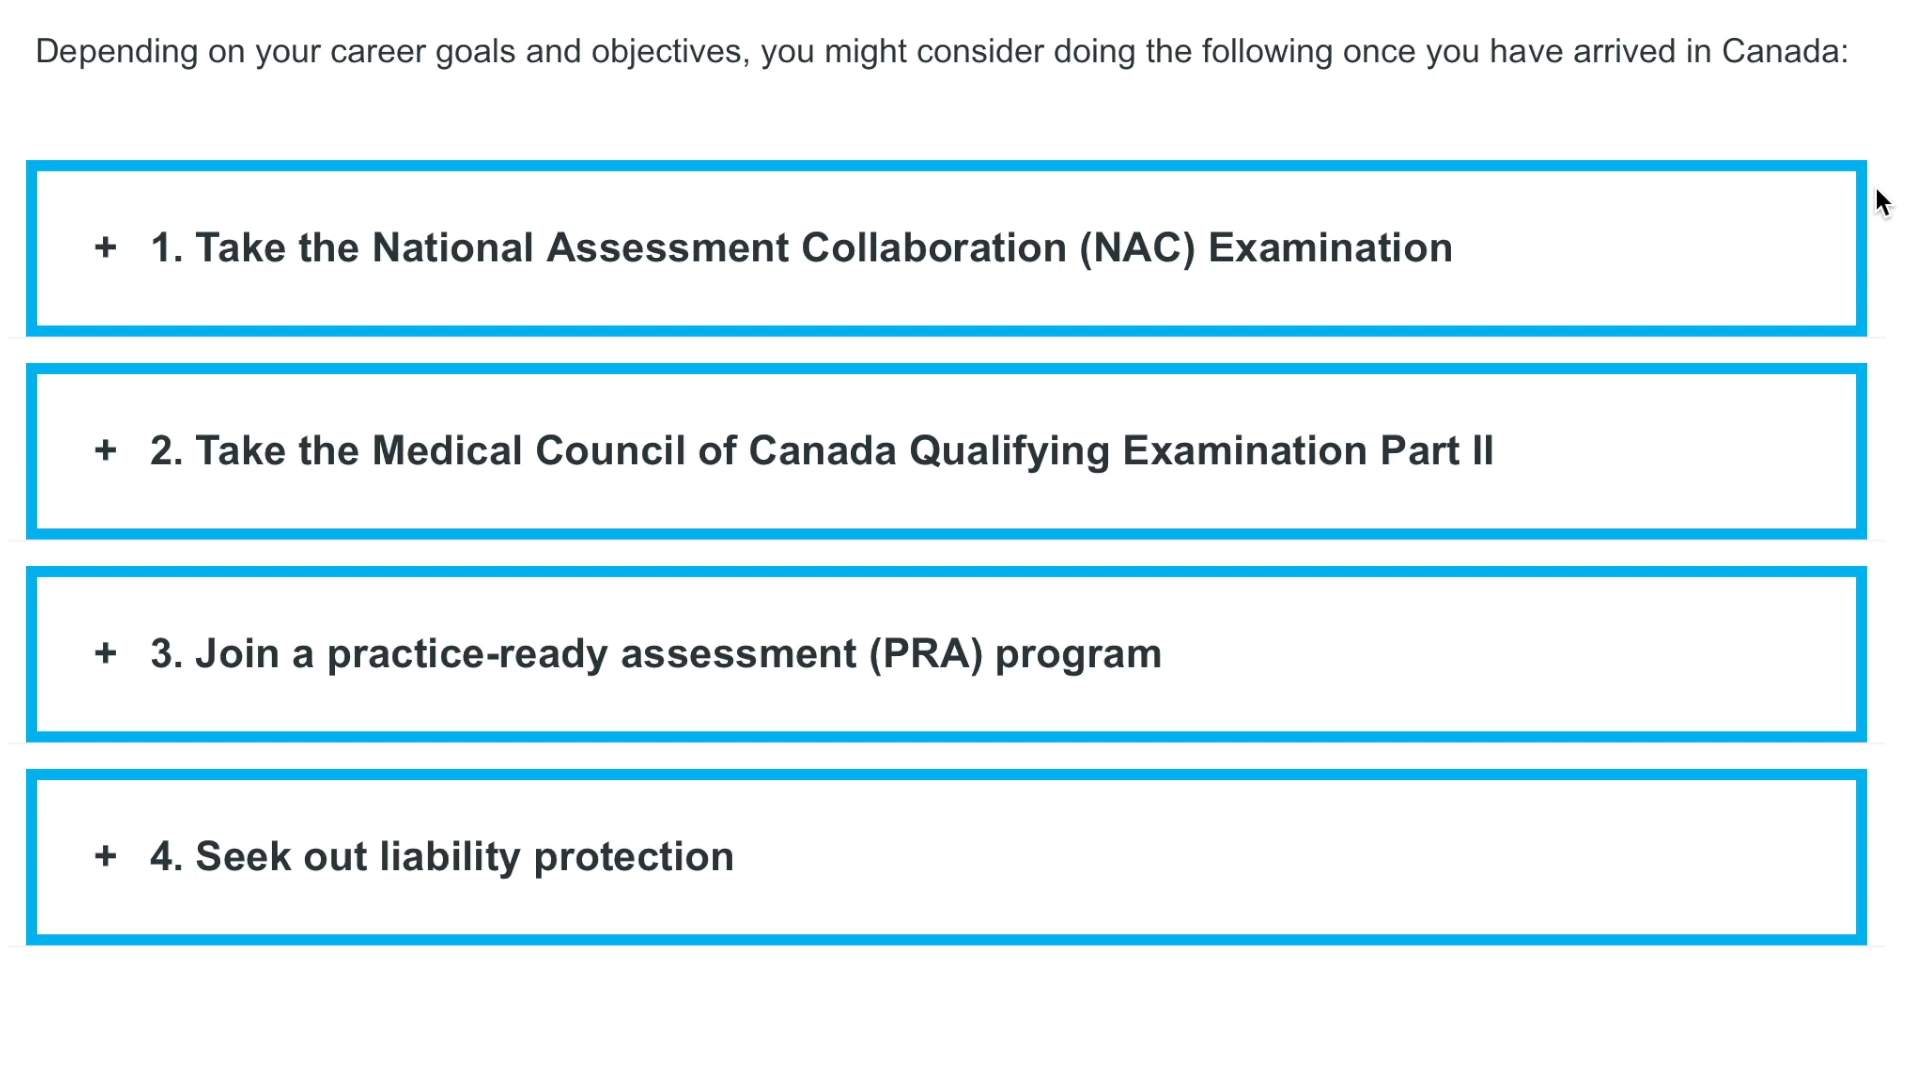 Depending on your career goals and objectives, you might consider doing the following once you have arrived in Canada:
+ 1. Take the National Assessment Collaboration (NAC) Examination
+ 2. Take the Medical Council of Canada Qualifying Examination Part II
+ 3. Join a practice-ready assessment (PRA) program
+ 4. Seek out liability protection